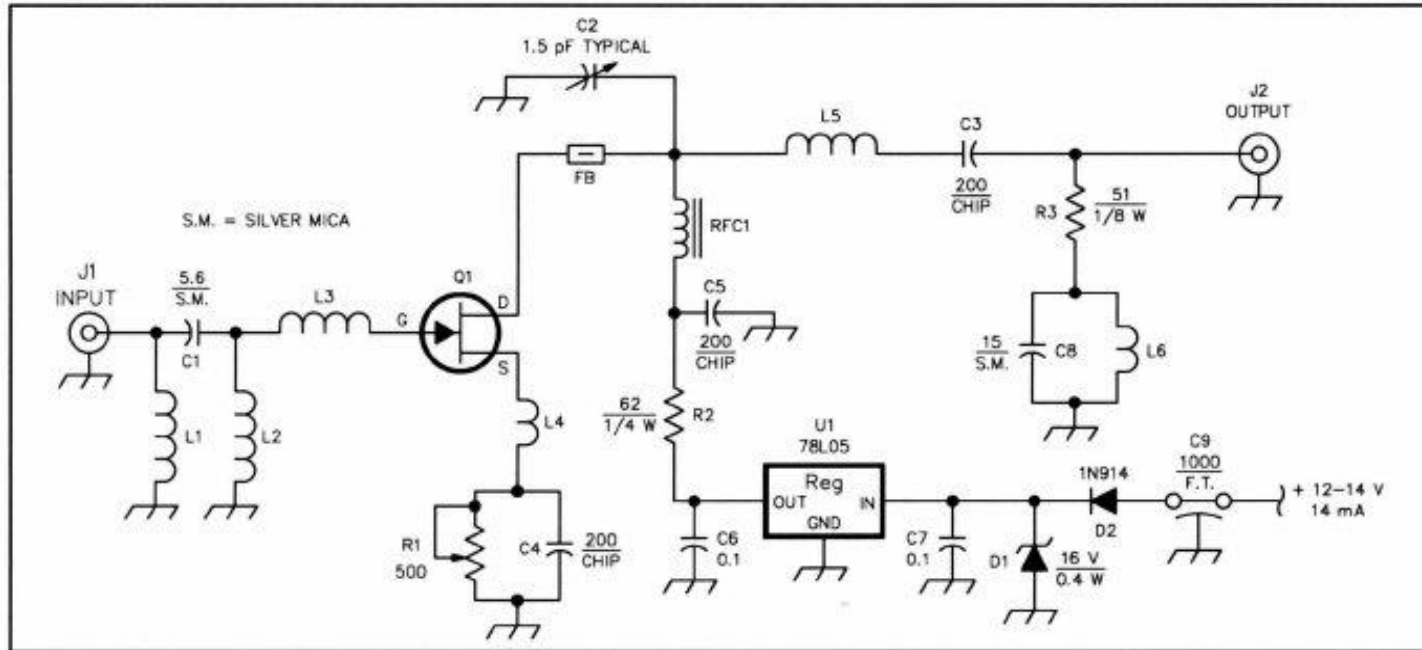 C2
1.5 pF TYPICAL
J2
OUTPUT
L5
C3
FB
200
CHIP
R3
51
1/8 W
S.M. = SILVER MICA
RFC1
J1
INPUT
5.6
S.M.
C1
L3
Q1
D
G
S
C5
200
CHIP
15
S.M.
C8
L6
L1
L2
L4
62
1/4 W
R2
U1
78L05
Reg
OUT
IN
GND
C9
1000
F.T.
1N914
D2
+ 12-14 V
14 mA
R1
500
C4
200
CHIP
C6
0.1
C7
0.1
D1
16 V
0.4 W